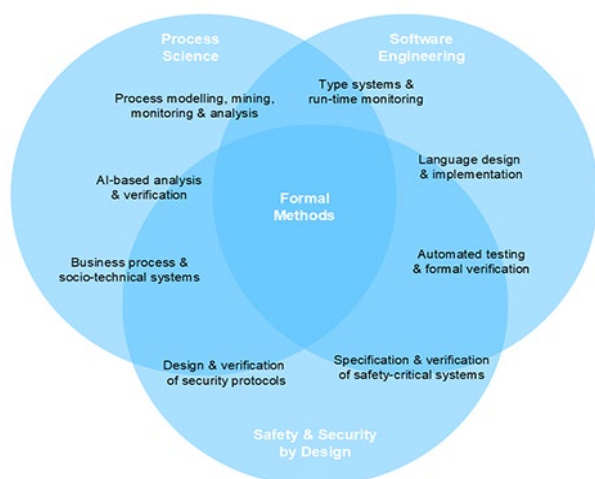 Process
Science
Software
Engineering
Process modelling, mining,
monitoring & analysis
Type systems &
run-time monitoring
AI-based analysis
& verification
Language design
& implementation
Formal
Methods
Business process &
socio-technical systems
Automated testing
& formal verification
Design & verification
of security protocols
Specification & verification
of safety-critical systems
Safety & Security
by Design